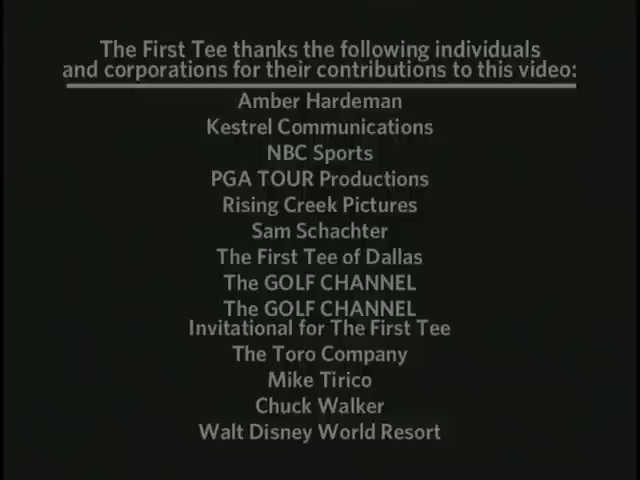 The First Tee thanks the following individuals
and corporations for their contributions to this video:
Amber Hardeman
Kestrel Communications
NBC Sports
PGA TOUR Productions
Rising Creek Pictures
Sam Schachter
The First Tee of Dallas
The GOLF CHANNEL
The GOLF CHANNEL
Invitational for The First Tee
The Toro Company
Mike Tirico
Chuck Walker
Walt Disney World Resort